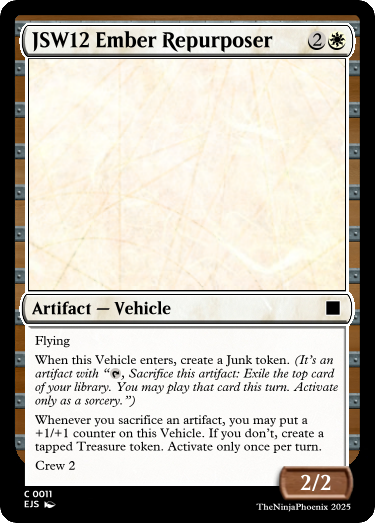 JSW12 Ember Repurposer 2
Artifact — Vehicle
Flying
When this Vehicle enters, create a Junk token. (It's an
artifact with “, Sacrifice this artifact: Exile the top card
of your library. You may play that card this turn. Activate
only as a sorcery.”)
Whenever you sacrifice an artifact, you may put a
+1/+1 counter on this Vehicle. If you don't, create a
tapped Treasure token. Activate only once per turn.
Crew 2
2/2
C 0011
EJS
TheNinjaPhoenix 2025